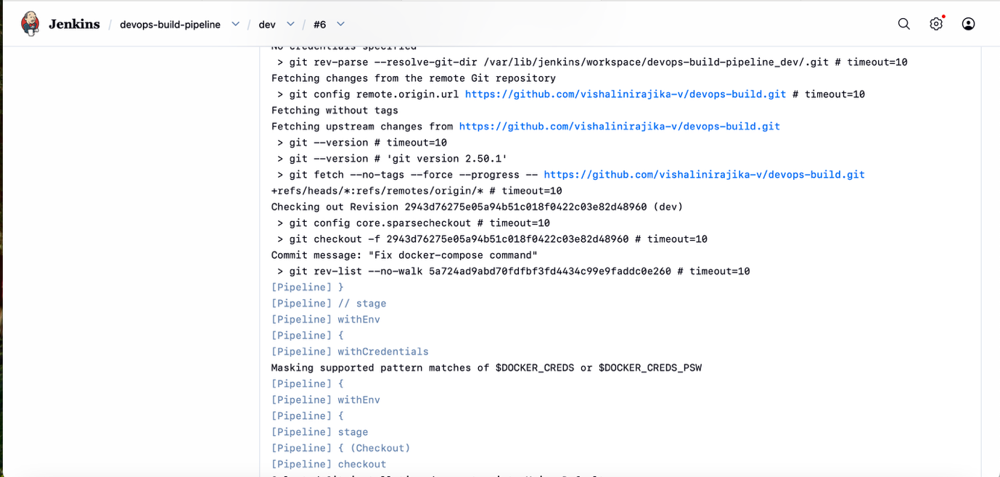 Jenkins / devops-build-pipeline / dev / #6
No credentials specified
> git rev-parse --resolve-git-dir /var/lib/jenkins/workspace/devops-build-pipeline_dev/.git # timeout=10
Fetching changes from the remote Git repository
> git config remote.origin.url https://github.com/vishalinirajika-v/devops-build.git # timeout=10
Fetching without tags
Fetching upstream changes from https://github.com/vishalinirajika-v/devops-build.git
> git --version # timeout=10
> git --version # 'git version 2.50.1'
> git fetch --no-tags --force --progress -- https://github.com/vishalinirajika-v/devops-build.git
+refs/heads/*:refs/remotes/origin/* # timeout=10
Checking out Revision 2943d76275e05a94b51c018f0422c03e82d48960 (dev)
> git config core.sparsecheckout # timeout=10
> git checkout -f 2943d76275e05a94b51c018f0422c03e82d48960 # timeout=10
Commit message: "Fix docker-compose command"
> git rev-list --no-walk 5a724ad9abd70fdfbf3fd4434c99e9faddc0e260 # timeout=10
[Pipeline] }
[Pipeline] // stage
[Pipeline] withEnv
[Pipeline] {
[Pipeline] withCredentials
Masking supported pattern matches of $DOCKER_CREDS or $DOCKER_CREDS_PSW
[Pipeline] {
[Pipeline] withEnv
[Pipeline] {
[Pipeline] stage
[Pipeline] { (Checkout)
[Pipeline] checkout